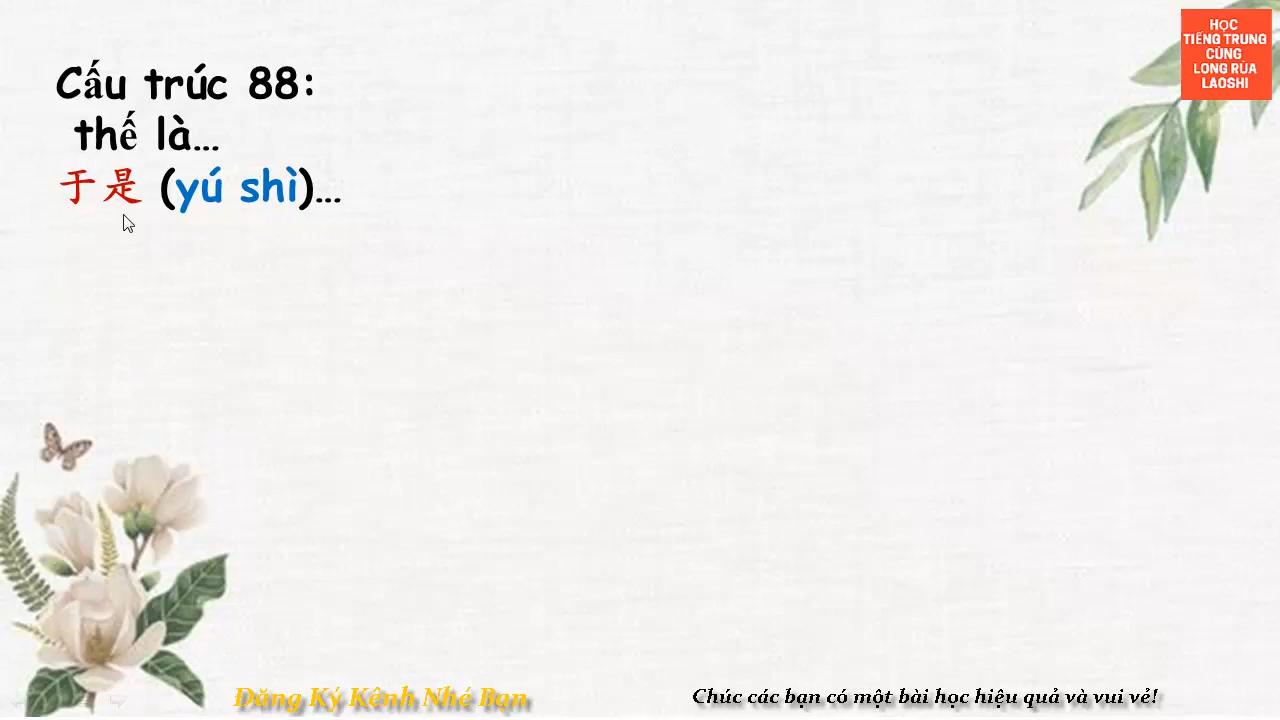 Cấu trúc 88:
thế là...
于是 (yú shì)...
HỌC
TIẾNG TRUNG
CÙNG
LONG RÙA
LAOSHI
Đăng Ký Kênh Nhé Bạn
Chúc các bạn có một bài học hiệu quả và vui vẻ!